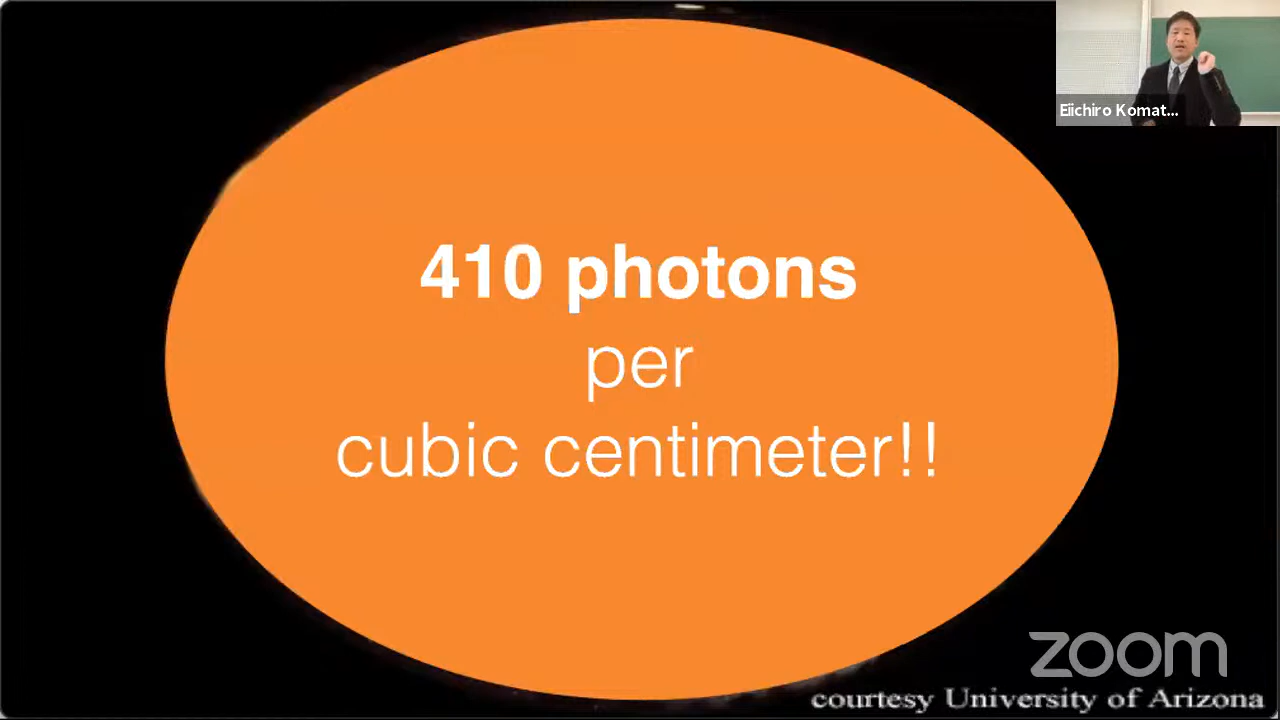 Eiichiro Komat...
410 photons
per
cubic centimeter!!
zoom
courtesy University of Arizona